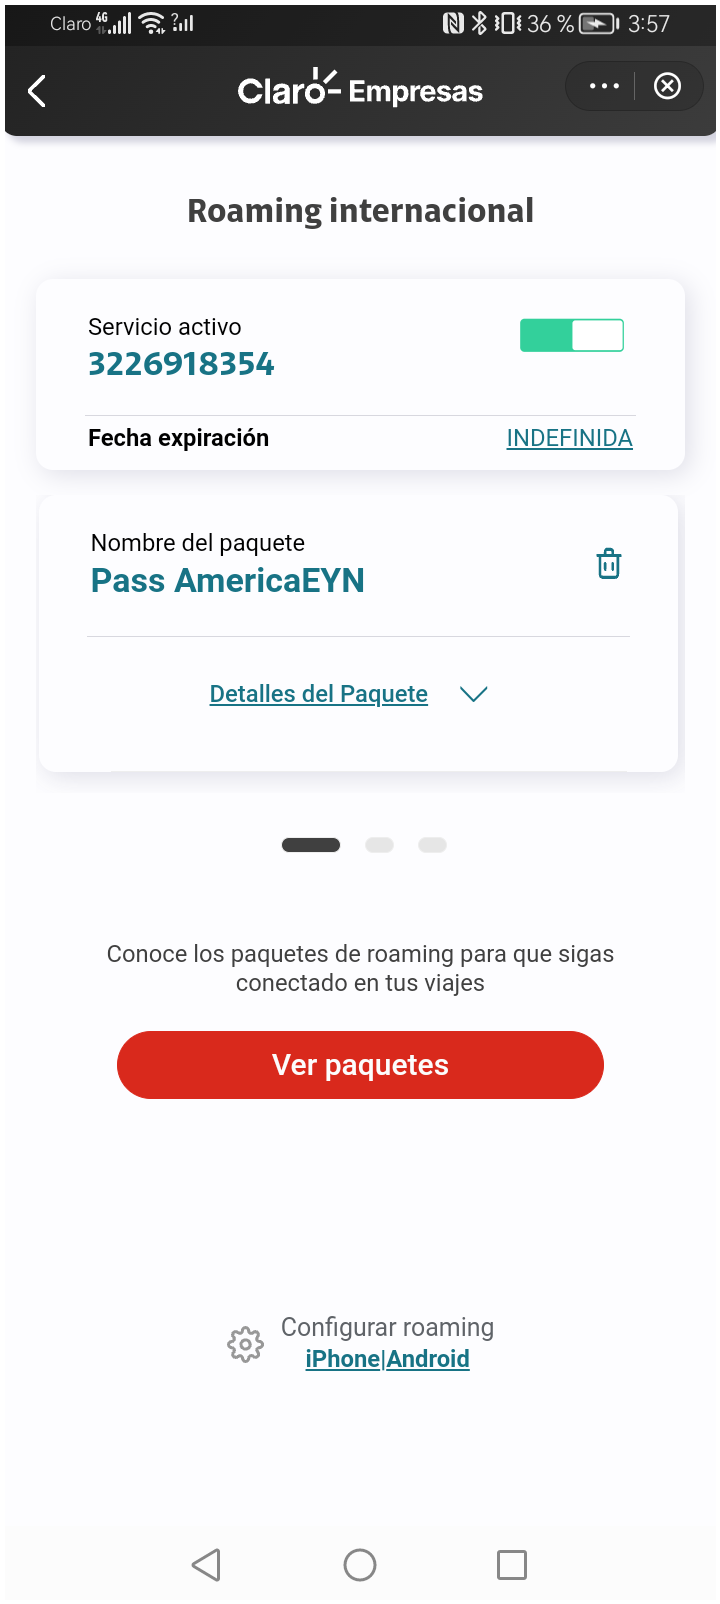 Claro 4G ? 36 % 3:57
Claro- Empresas
Roaming internacional
Servicio activo
3226918354
Fecha expiración INDEFINIDA
Nombre del paquete
Pass AmericaEYN
Detalles del Paquete
Conoce los paquetes de roaming para que sigas
conectado en tus viajes
Ver paquetes
Configurar roaming
iPhone|Android